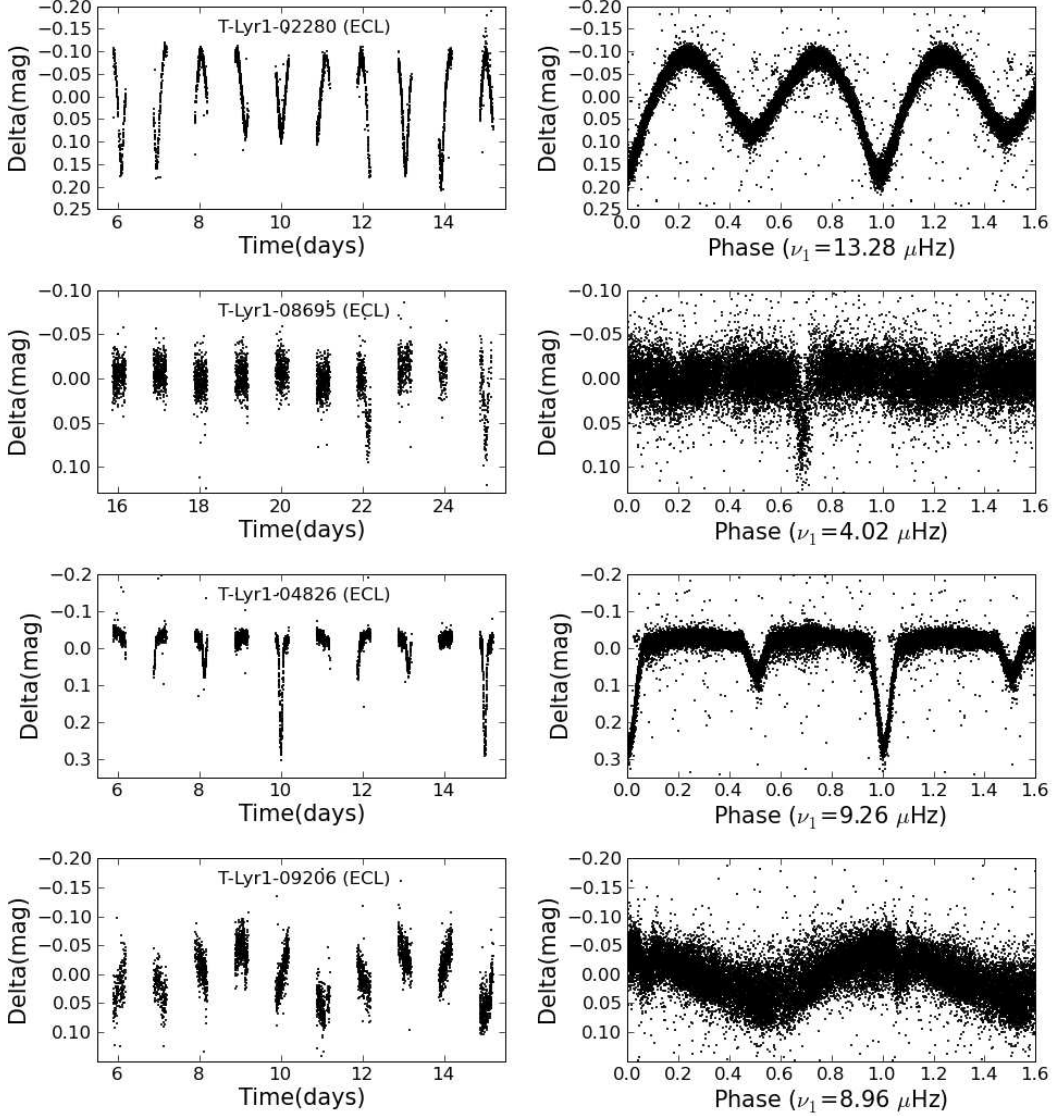 T-Lyr1-02280 (ECL)
Delta(mag)
−0.20
−0.15
−0.10
−0.05
0.00
0.05
0.10
0.15
0.20
0.25
6 8 10 12 14
Time(days)
Delta(mag)
−0.20
−0.15
−0.10
−0.05
0.00
0.05
0.10
0.15
0.20
0.25
0.0 0.2 0.4 0.6 0.8 1.0 1.2 1.4 1.6
Phase (ν₁=13.28 μHz)
T-Lyr1-08695 (ECL)
Delta(mag)
−0.10
−0.05
0.00
0.05
0.10
16 18 20 22 24
Time(days)
Delta(mag)
−0.10
−0.05
0.00
0.05
0.10
0.0 0.2 0.4 0.6 0.8 1.0 1.2 1.4 1.6
Phase (ν₁=4.02 μHz)
T-Lyr1-04826 (ECL)
Delta(mag)
−0.2
−0.1
0.0
0.1
0.2
0.3
6 8 10 12 14
Time(days)
Delta(mag)
−0.2
−0.1
0.0
0.1
0.2
0.3
0.0 0.2 0.4 0.6 0.8 1.0 1.2 1.4 1.6
Phase (ν₁=9.26 μHz)
T-Lyr1-09206 (ECL)
Delta(mag)
−0.20
−0.15
−0.10
−0.05
0.00
0.05
0.10
6 8 10 12 14
Time(days)
Delta(mag)
−0.20
−0.15
−0.10
−0.05
0.00
0.05
0.10
0.0 0.2 0.4 0.6 0.8 1.0 1.2 1.4 1.6
Phase (ν₁=8.96 μHz)